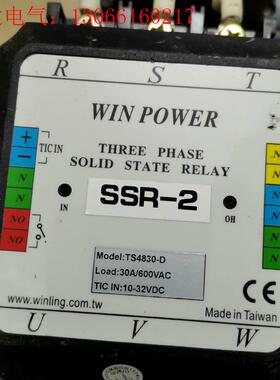 电气：13066160217
R S T
WIN POWER
+
TIC IN
-
THREE PHASE
SOLID STATE RELAY
N
N
NO
NO
IN
SSR-2
OH
N
N
Model:TS4830-D
Load:30A/600VAC
TIC IN:10-32VDC
CE
www.winling.com.tw
Made in Taiwan
U V W